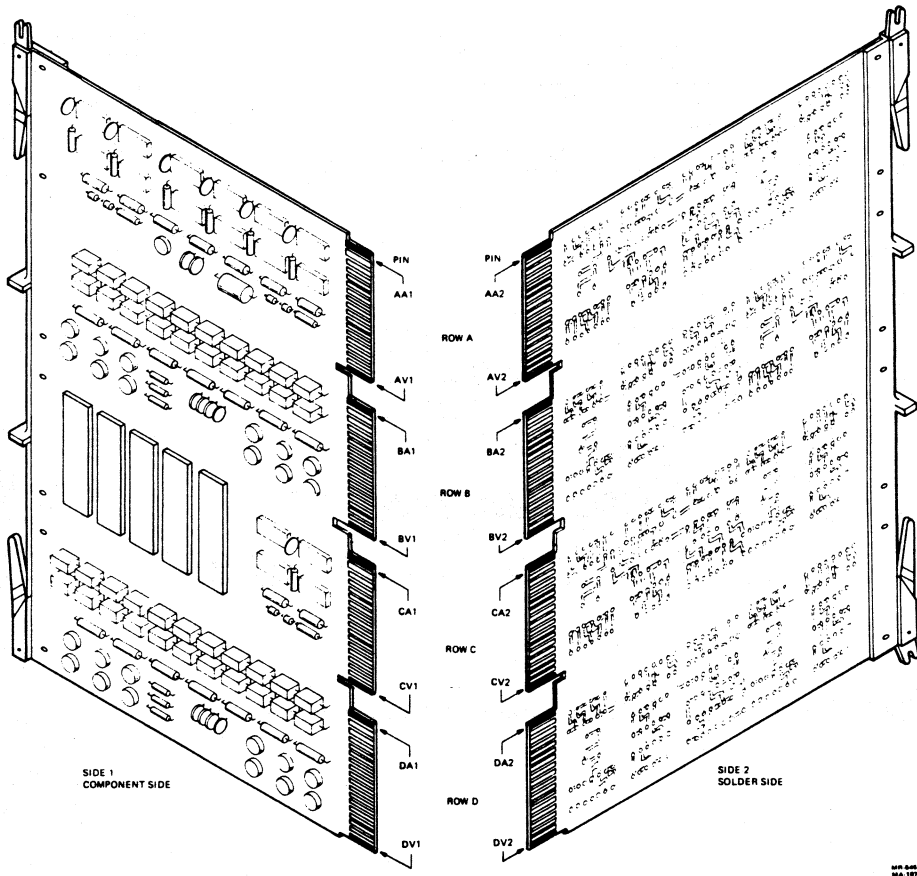 PIN
AA1
PIN
AA2
ROW A
AV1
AV2
BA1
BA2
ROW B
BV1
BV2
CA1
CA2
ROW C
CV1
CV2
DA1
DA2
SIDE 1
COMPONENT SIDE
SIDE 2
SOLDER SIDE
ROW D
DV1
DV2